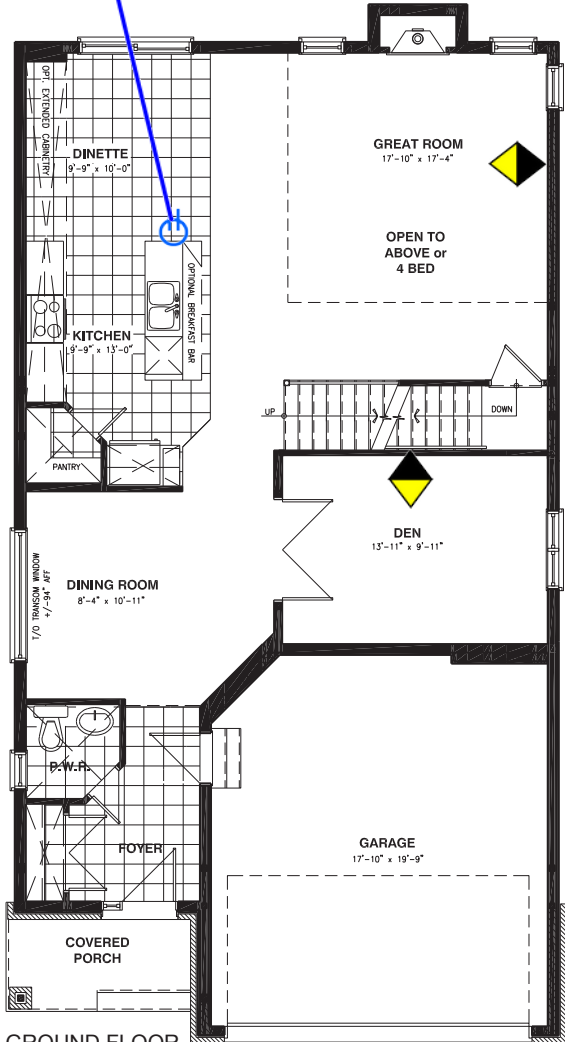 OPT. EXTENDED CABINETRY
DINETTE
9'-9" x 10'-0"
GREAT ROOM
17'-10" x 17'-4"
OPEN TO
ABOVE or
4 BED
OPTIONAL BREAKFAST BAR
KITCHEN
9'-9" x 13'-0"
UP
DOWN
PANTRY
DEN
13'-11" x 9'-11"
T/O TRANSOM WINDOW
+/-94" AFF
DINING ROOM
8'-4" x 10'-11"
P.W.R.
FOYER
GARAGE
17'-10" x 19'-9"
COVERED
PORCH
GROUND FLOOR